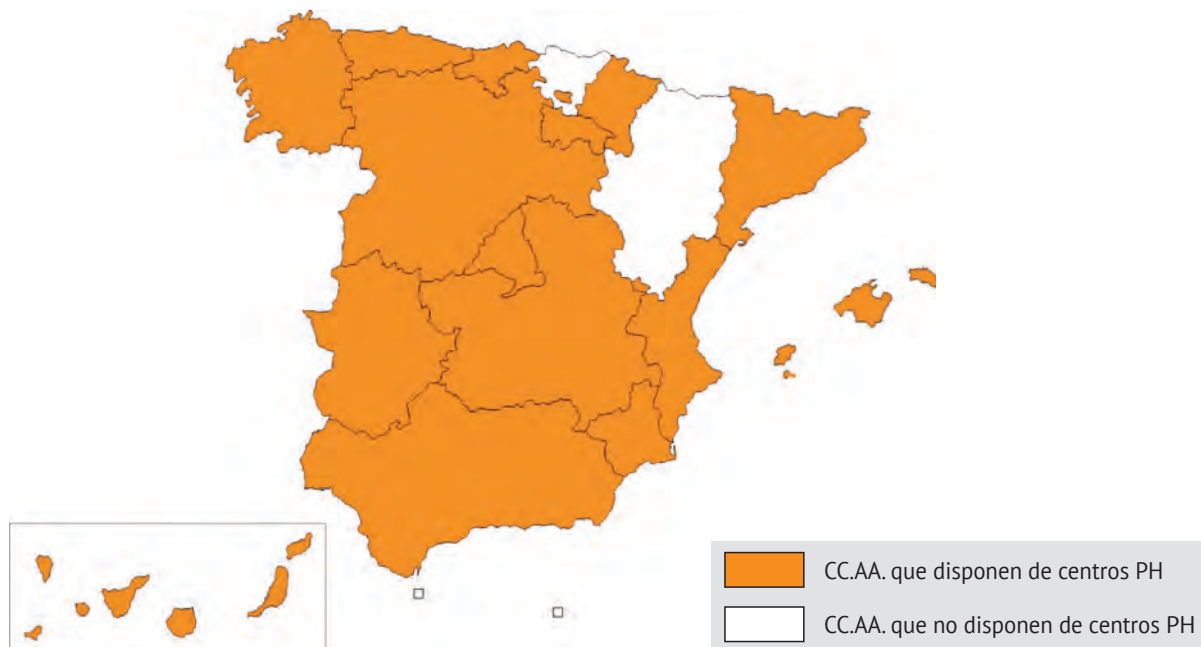 CC.AA. que disponen de centros PH
CC.AA. que no disponen de centros PH